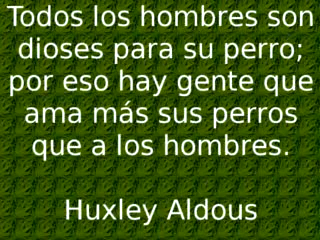 Todos los hombres son
dioses para su perro;
por eso hay gente que
ama más sus perros
que a los hombres.
Huxley Aldous